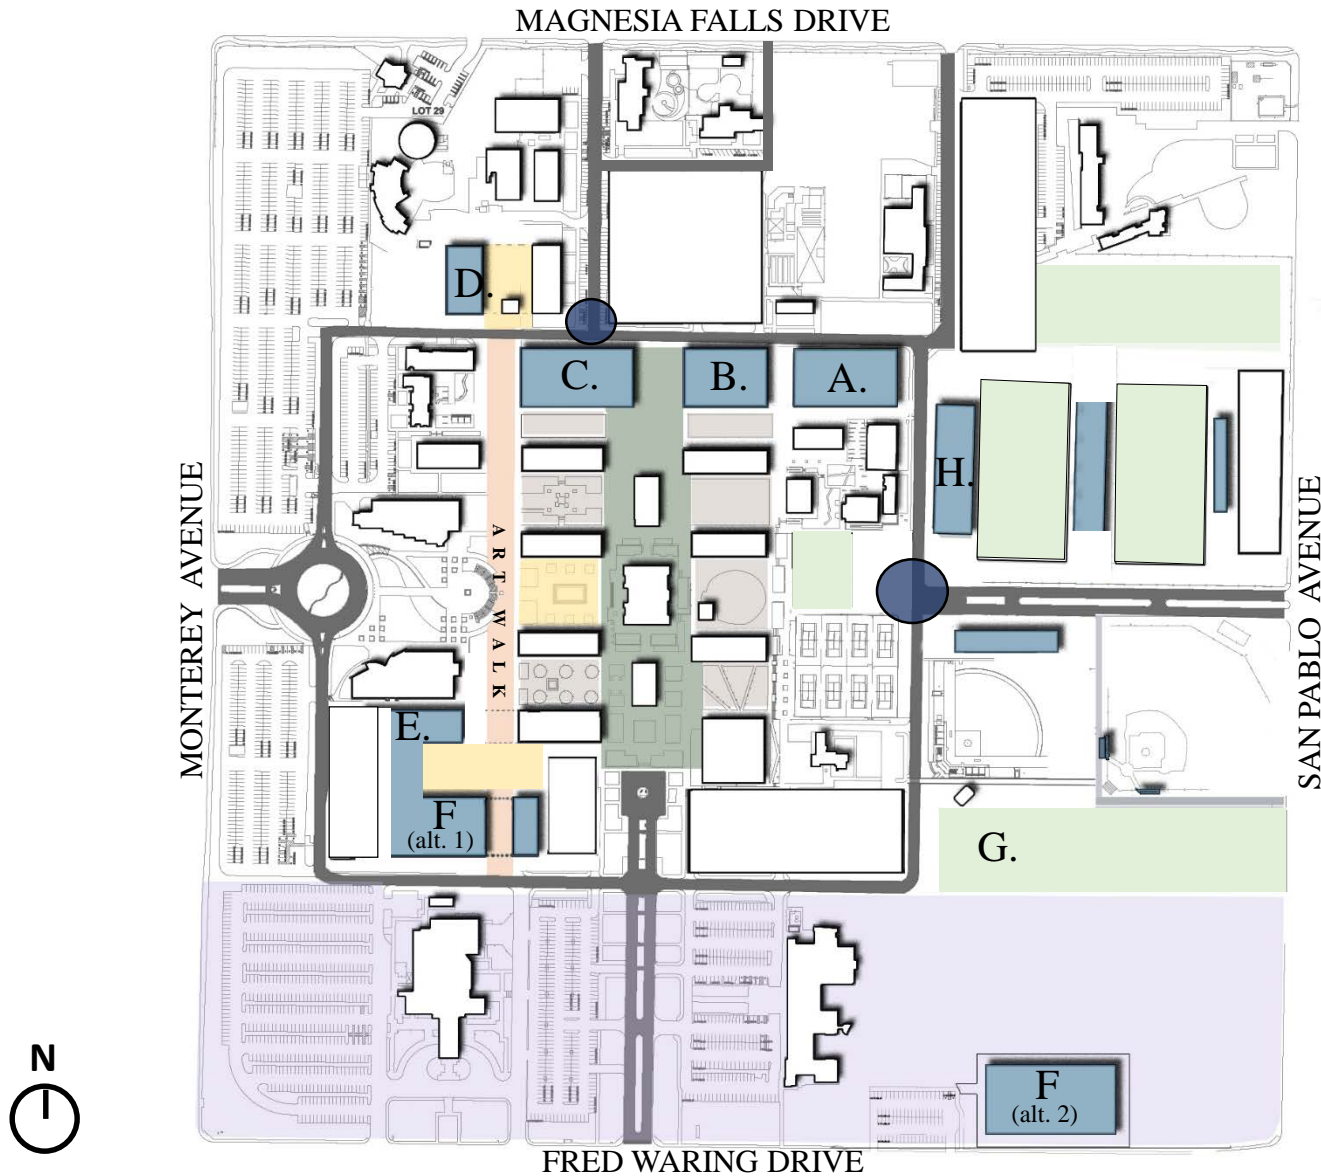 MAGNESIA FALLS DRIVE
LOT 29
D.
C.
B.
A.
H.
MONTEREY AVENUE
ART WALK
SAN PABLO AVENUE
E.
F
(alt. 1)
G.
N
F
(alt. 2)
FRED WARING DRIVE